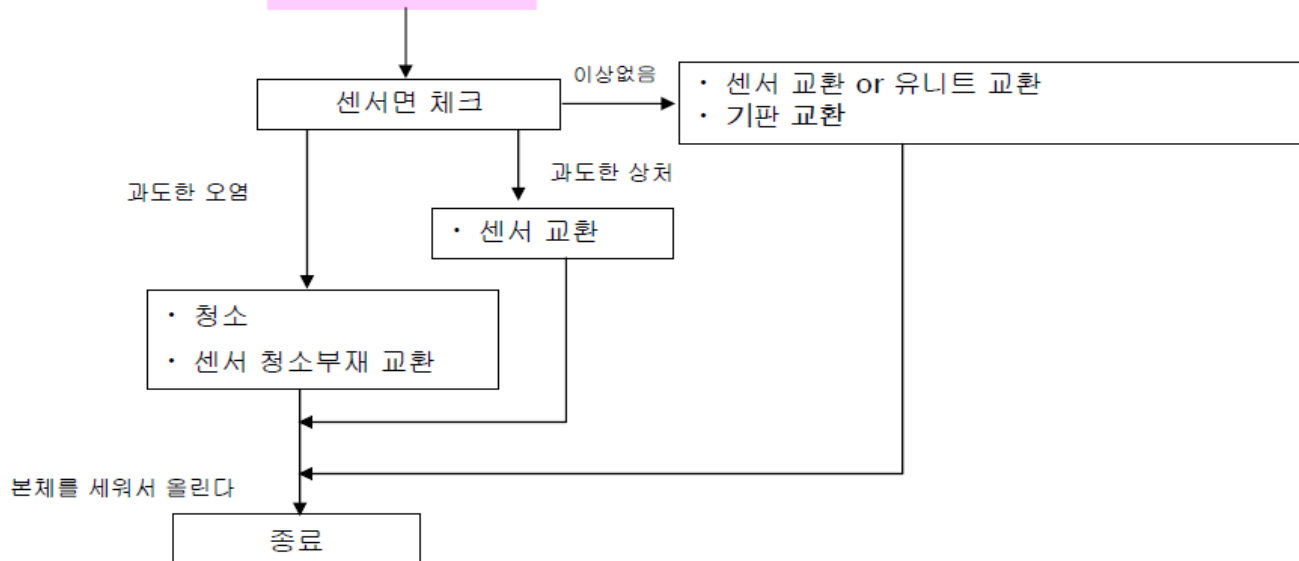 이상없음
센서면 체크
・ 센서 교환 or 유니트 교환
・ 기판 교환
과도한 상처
과도한 오염
・ 센서 교환
・ 청소
・ 센서 청소부재 교환
본체를 세워서 올린다
종료